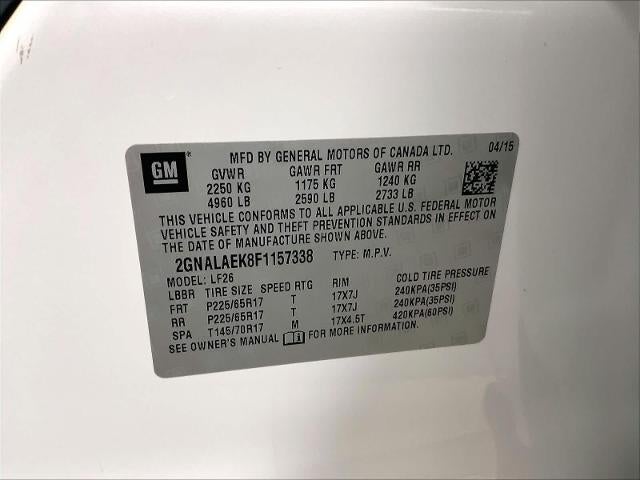 GM
MFD BY GENERAL MOTORS OF CANADA LTD. 04/15
GVWR GAWR FRT GAWR RR
2250 KG 1175 KG 1240 KG
4960 LB 2590 LB 2733 LB
THIS VEHICLE CONFORMS TO ALL APPLICABLE U.S. FEDERAL MOTOR
VEHICLE SAFETY AND THEFT PREVENTION STANDARDS IN EFFECT ON
THE DATE OF MANUFACTURE SHOWN ABOVE.
2GNALAEK8F1157338 TYPE: M.P.V.
MODEL: LF26
LBBR TIRE SIZE SPEED RTG RIM COLD TIRE PRESSURE
FRT P225/65R17 T 17X7J 240KPA(35PSI)
RR P225/65R17 T 17X7J 240KPA(35PSI)
SPA T145/70R17 M 17X4.5T 420KPA(60PSI)
SEE OWNER'S MANUAL FOR MORE INFORMATION.